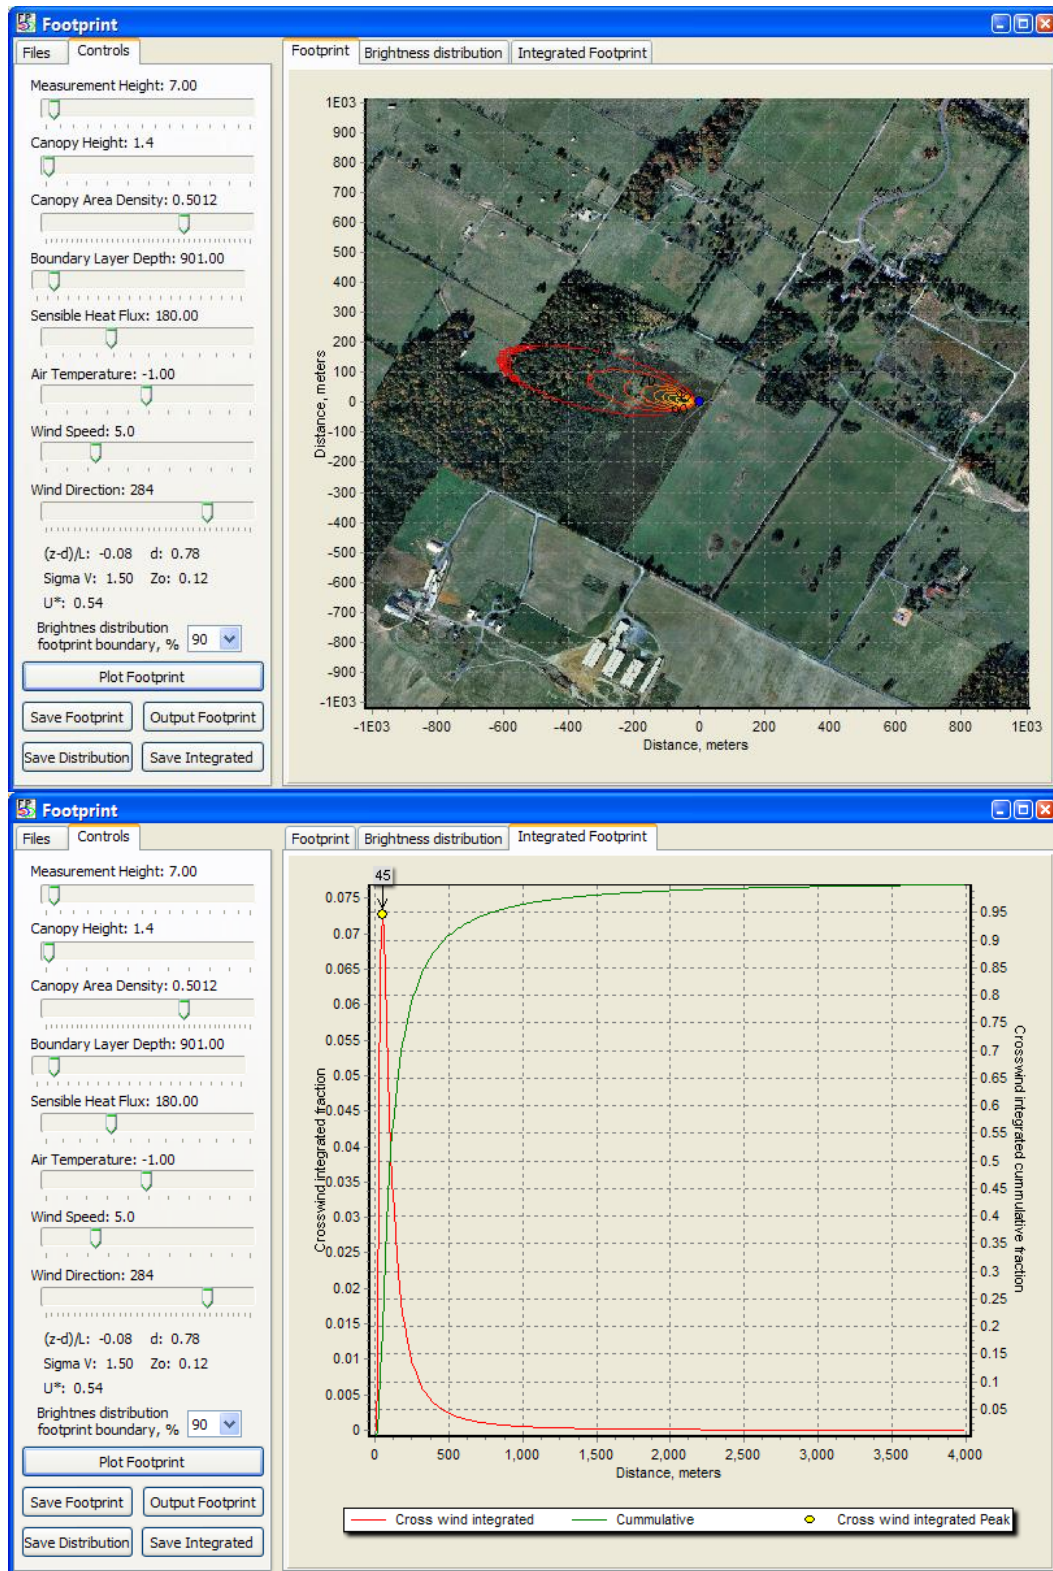 Footprint
Files Controls
Footprint Brightness distribution Integrated Footprint
Measurement Height: 7.00
Canopy Height: 1.4
Canopy Area Density: 0.5012
Boundary Layer Depth: 901.00
Sensible Heat Flux: 180.00
Air Temperature: -1.00
Wind Speed: 5.0
Wind Direction: 284
(z-d)/L: -0.08 d: 0.78
Sigma V: 1.50 Zo: 0.12
U*: 0.54
Brightnes distribution
footprint boundary, % 90
Plot Footprint
Save Footprint Output Footprint
Save Distribution Save Integrated
1E03
900
800
700
600
500
400
300
200
100
0
-100
-200
-300
-400
-500
-600
-700
-800
-900
-1E03
Distance, meters
-1E03 -800 -600 -400 -200 0 200 400 600 800 1E03
Distance, meters
Footprint
Files Controls
Footprint Brightness distribution Integrated Footprint
Measurement Height: 7.00
Canopy Height: 1.4
Canopy Area Density: 0.5012
Boundary Layer Depth: 901.00
Sensible Heat Flux: 180.00
Air Temperature: -1.00
Wind Speed: 5.0
Wind Direction: 284
(z-d)/L: -0.08 d: 0.78
Sigma V: 1.50 Zo: 0.12
U*: 0.54
Brightnes distribution
footprint boundary, % 90
Plot Footprint
Save Footprint Output Footprint
Save Distribution Save Integrated
45
0.075
0.07
0.065
0.06
0.055
0.05
0.045
0.04
0.035
0.03
0.025
0.02
0.015
0.01
0.005
0
Crosswind integrated fraction
0.95
0.9
0.85
0.8
0.75
0.7
0.65
0.6
0.55
0.5
0.45
0.4
0.35
0.3
0.25
0.2
0.15
0.1
0.05
Crosswind integrated cummulative fraction
0 500 1,000 1,500 2,000 2,500 3,000 3,500 4,000
Distance, meters
Cross wind integrated Cummulative Cross wind integrated Peak